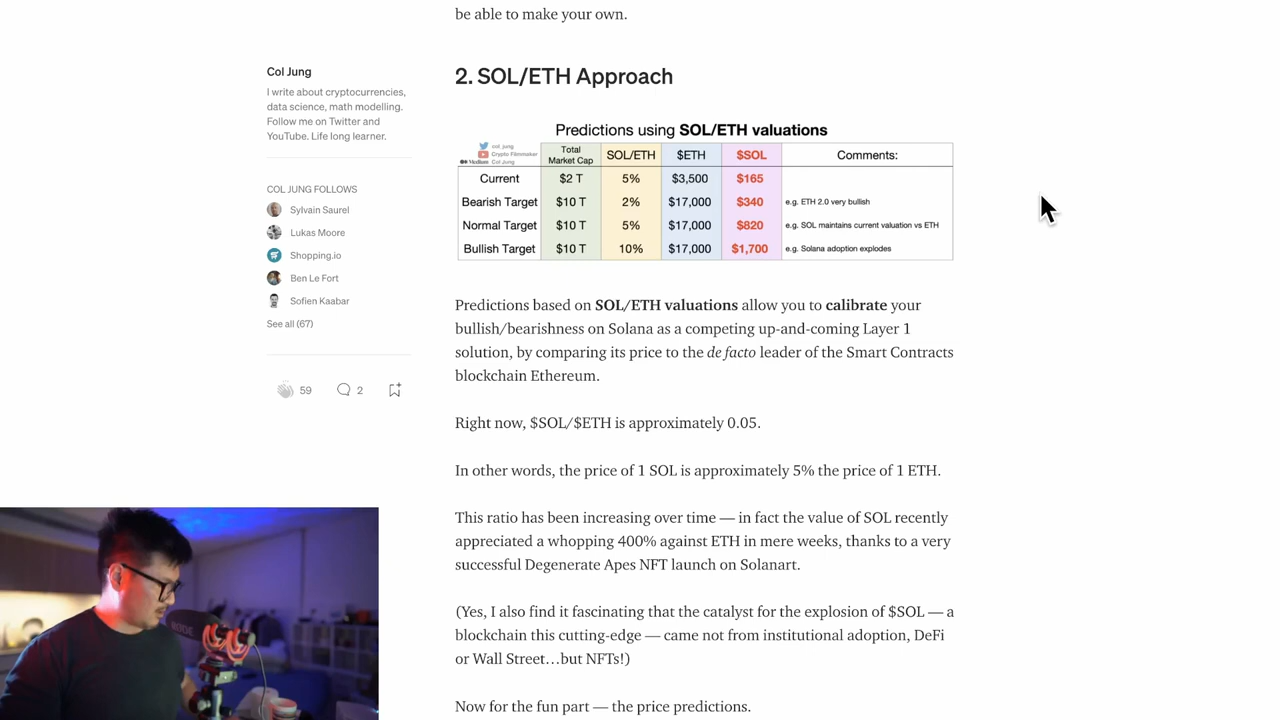 be able to make your own.
Col Jung
I write about cryptocurrencies,
data science, math modelling.
Follow me on Twitter and
YouTube. Life long learner.
COL JUNG FOLLOWS
Sylvain Saurel
Lukas Moore
Shopping.io
Ben Le Fort
Sofien Kaabar
See all (67)
59 2
2. SOL/ETH Approach
Predictions using SOL/ETH valuations
col_jung
Crypto Filmmaker
Medium Col Jung
Total Market Cap SOL/ETH $ETH $SOL Comments:
Current $2 T 5% $3,500 $165
Bearish Target $10 T 2% $17,000 $340 e.g. ETH 2.0 very bullish
Normal Target $10 T 5% $17,000 $820 e.g. SOL maintains current valuation vs ETH
Bullish Target $10 T 10% $17,000 $1,700 e.g. Solana adoption explodes
Predictions based on SOL/ETH valuations allow you to calibrate your
bullish/bearishness on Solana as a competing up-and-coming Layer 1
solution, by comparing its price to the de facto leader of the Smart Contracts
blockchain Ethereum.
Right now, $SOL/$ETH is approximately 0.05.
In other words, the price of 1 SOL is approximately 5% the price of 1 ETH.
This ratio has been increasing over time — in fact the value of SOL recently
appreciated a whopping 400% against ETH in mere weeks, thanks to a very
successful Degenerate Apes NFT launch on Solanart.
(Yes, I also find it fascinating that the catalyst for the explosion of $SOL — a
blockchain this cutting-edge — came not from institutional adoption, DeFi
or Wall Street…but NFTs!)
Now for the fun part — the price predictions.